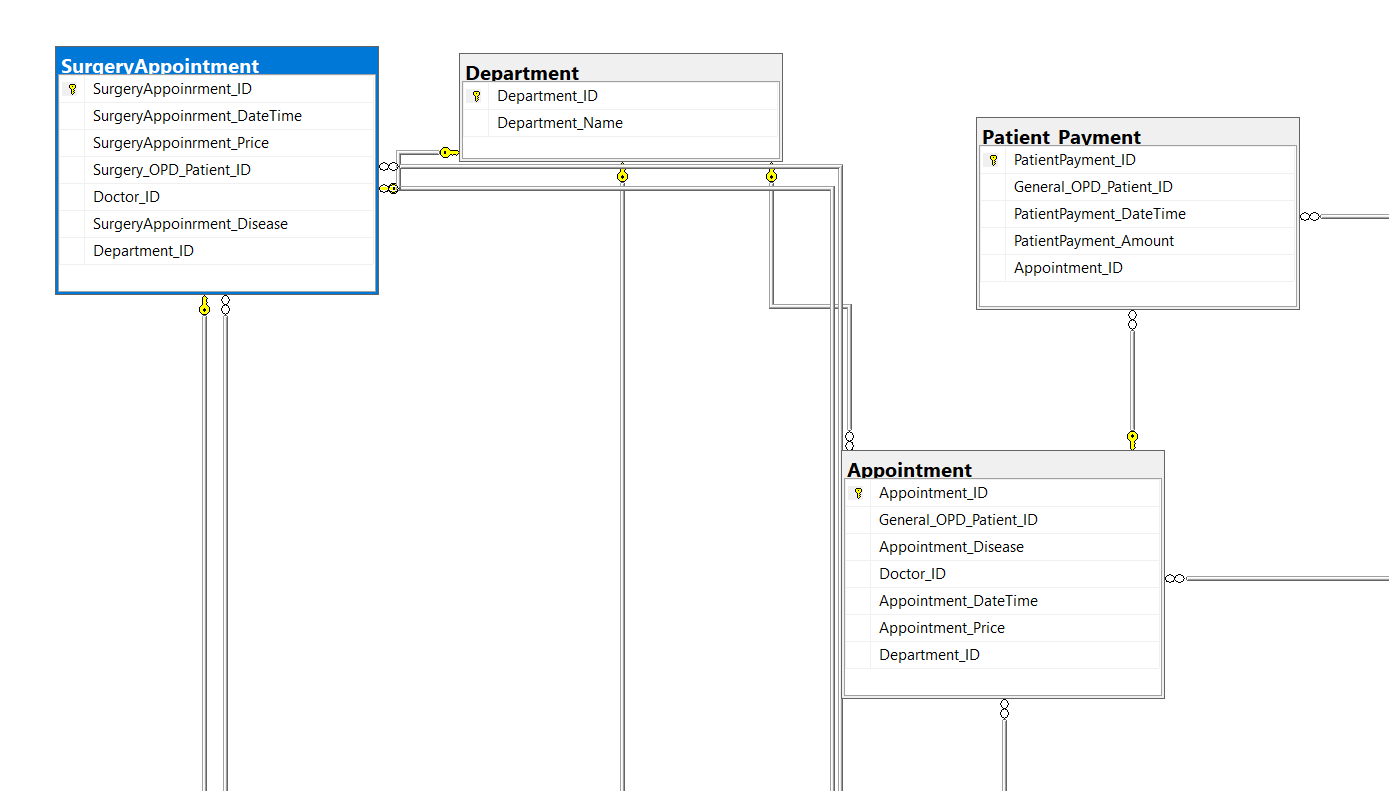 SurgeryAppointment
SurgeryAppoinrment_ID
SurgeryAppoinrment_DateTime
SurgeryAppoinrment_Price
Surgery_OPD_Patient_ID
Doctor_ID
SurgeryAppoinrment_Disease
Department_ID
Department
Department_ID
Department_Name
Patient_Payment
PatientPayment_ID
General_OPD_Patient_ID
PatientPayment_DateTime
PatientPayment_Amount
Appointment_ID
Appointment
Appointment_ID
General_OPD_Patient_ID
Appointment_Disease
Doctor_ID
Appointment_DateTime
Appointment_Price
Department_ID